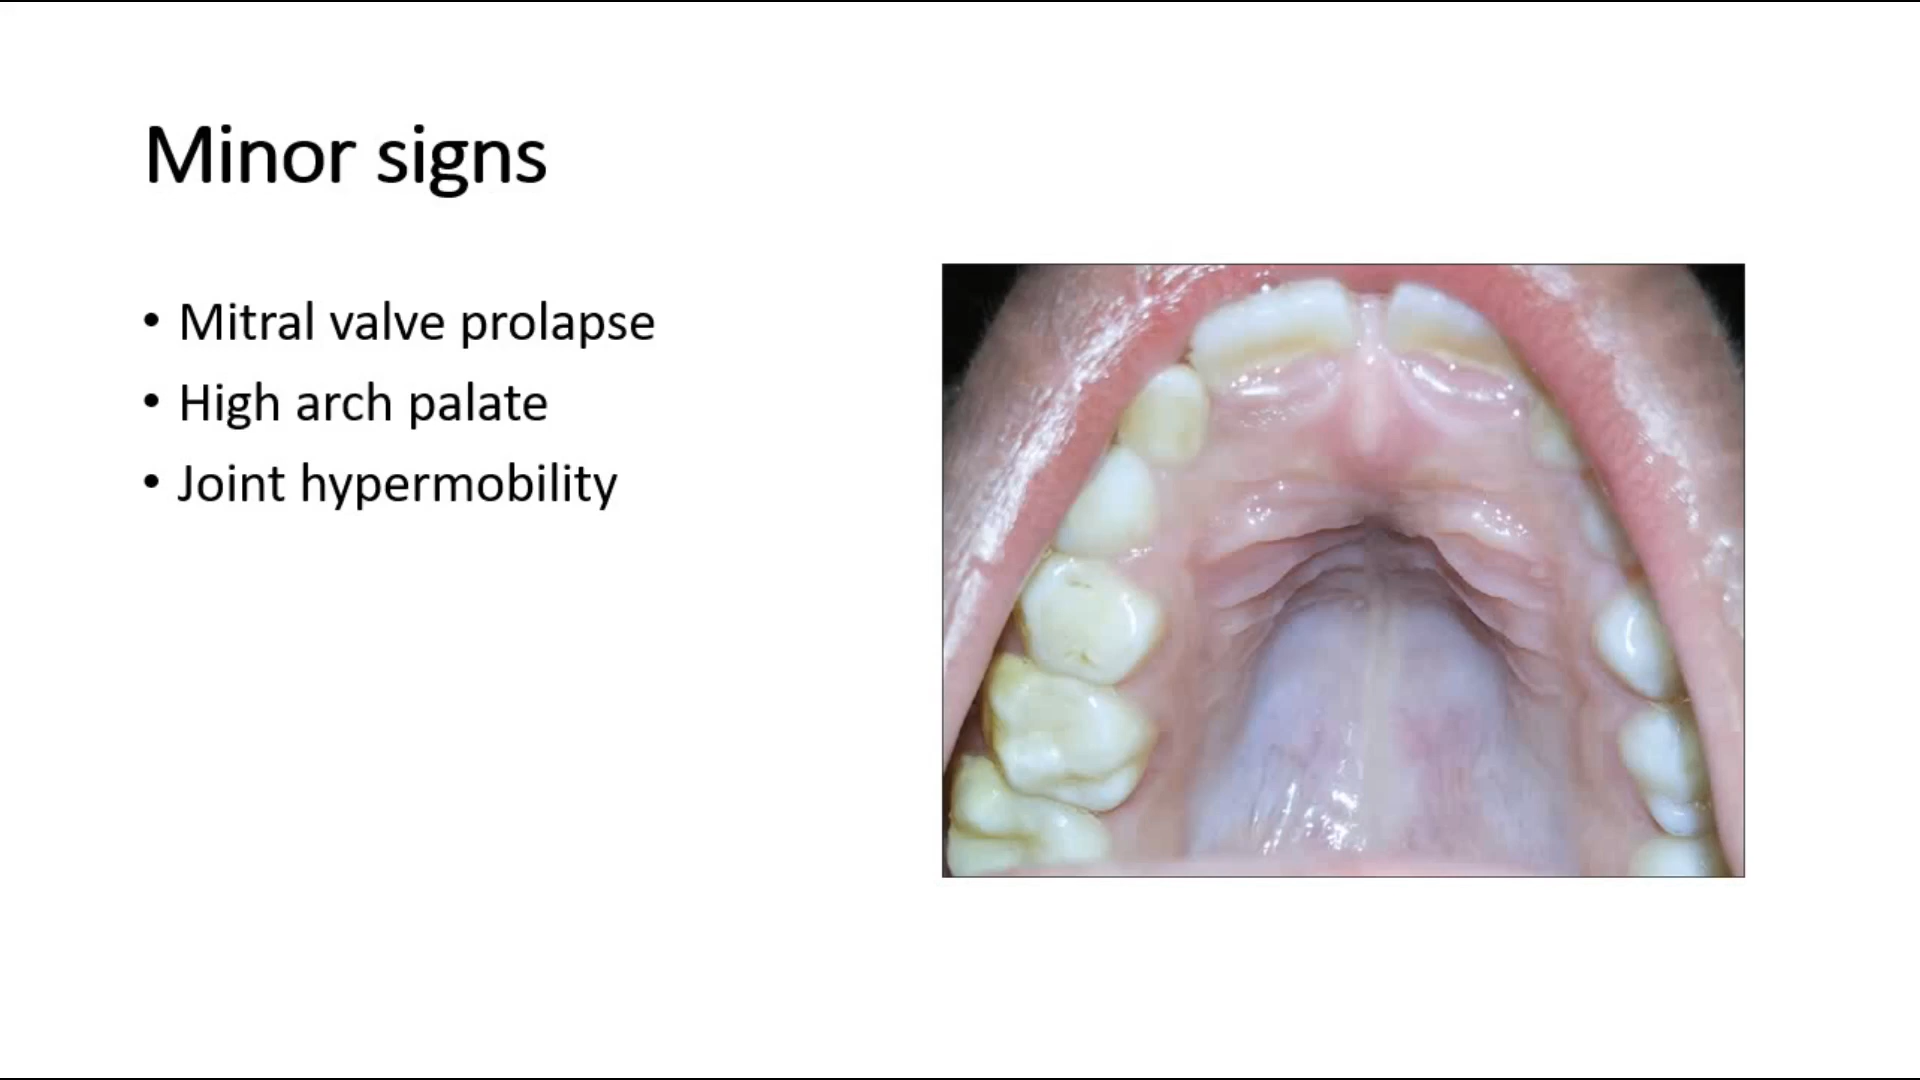 Minor signs
• Mitral valve prolapse
• High arch palate
• Joint hypermobility